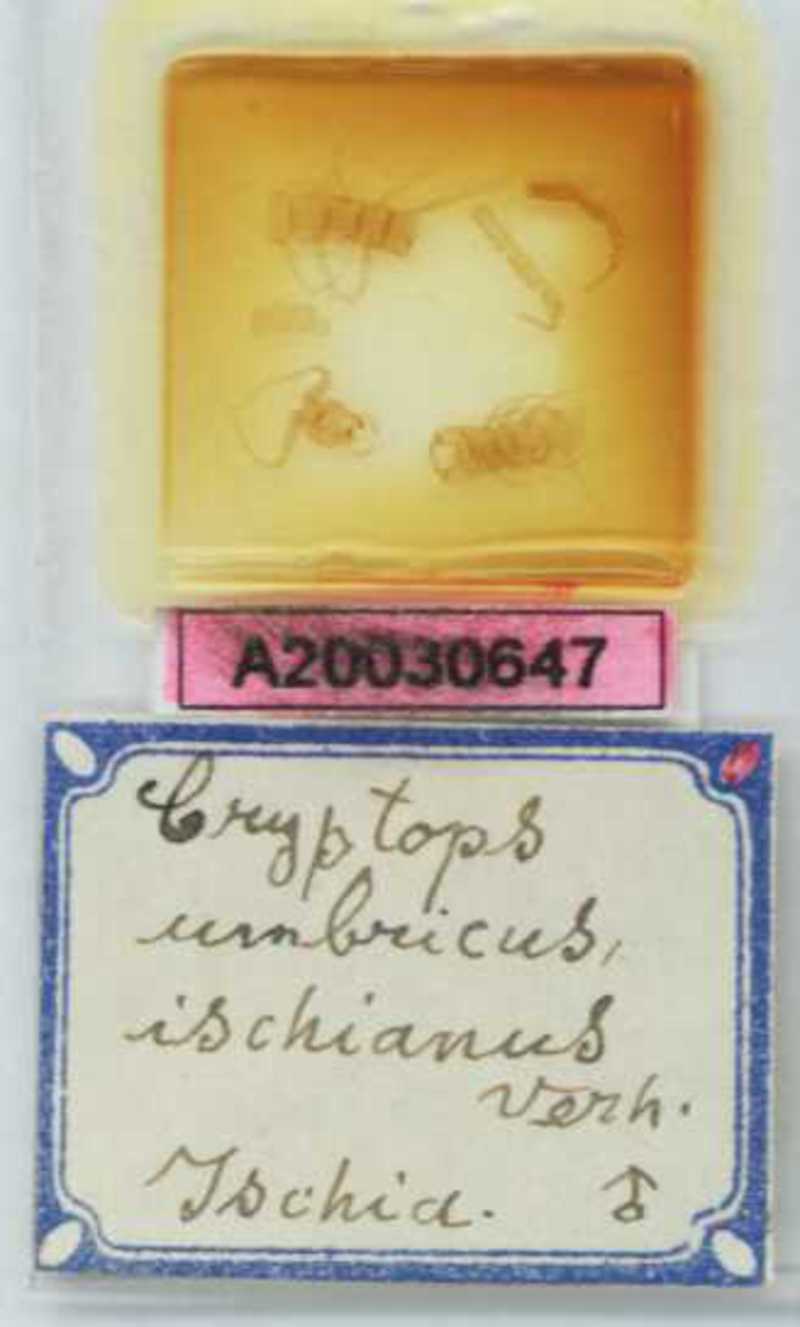 A20030647
Cryptops
umbricus,
ischianus
Verh.
Ischia. ♂